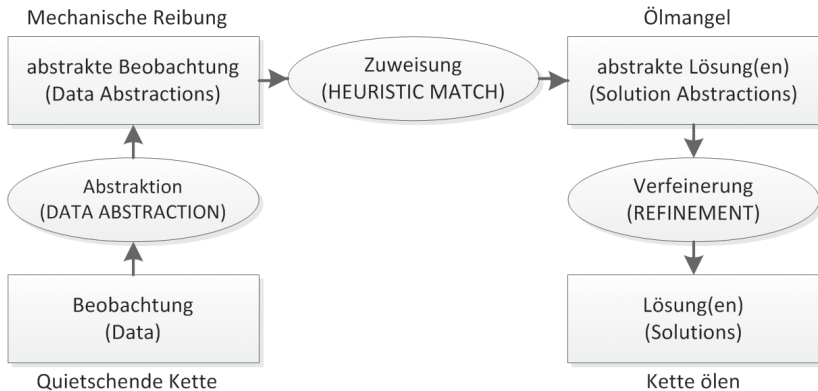 Mechanische Reibung
Ölmangel
abstrakte Beobachtung
(Data Abstractions)
Zuweisung
(HEURISTIC MATCH)
abstrakte Lösung(en)
(Solution Abstractions)
Abstraktion
(DATA ABSTRACTION)
Verfeinerung
(REFINEMENT)
Beobachtung
(Data)
Lösung(en)
(Solutions)
Quietschende Kette
Kette ölen